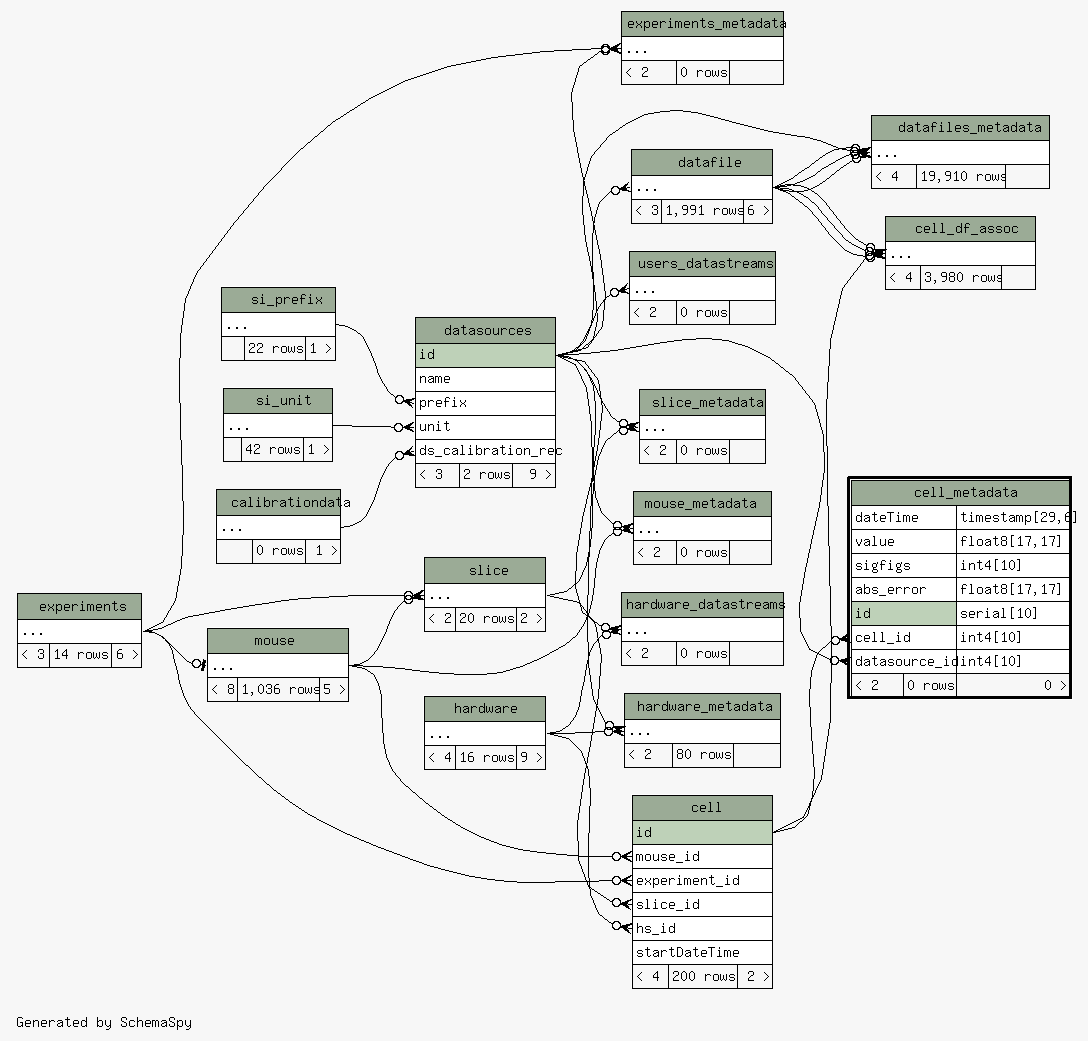 experiments_metadata
...
< 2 0 rows
datafiles_metadata
...
< 4 19,910 rows
datafile
...
< 3 1,991 rows 6 >
cell_df_assoc
...
< 4 3,980 rows
users_datastreams
...
< 2 0 rows
si_prefix
...
22 rows 1 >
datasources
id
name
prefix
unit
ds_calibration_rec
< 3 2 rows 9 >
si_unit
...
42 rows 1 >
slice_metadata
...
< 2 0 rows
calibrationdata
...
0 rows 1 >
mouse_metadata
...
< 2 0 rows
cell_metadata
dateTime timestamp[29,6]
value float8[17,17]
sigfigs int4[10]
abs_error float8[17,17]
id serial[10]
cell_id int4[10]
datasource_id int4[10]
< 2 0 rows 0 >
slice
...
< 2 20 rows 2 >
experiments
...
< 3 14 rows 6 >
hardware_datastreams
...
< 2 0 rows
mouse
...
< 8 1,036 rows 5 >
hardware
...
< 4 16 rows 9 >
hardware_metadata
...
< 2 80 rows
cell
id
mouse_id
experiment_id
slice_id
hs_id
startDateTime
< 4 200 rows 2 >
Generated by SchemaSpy